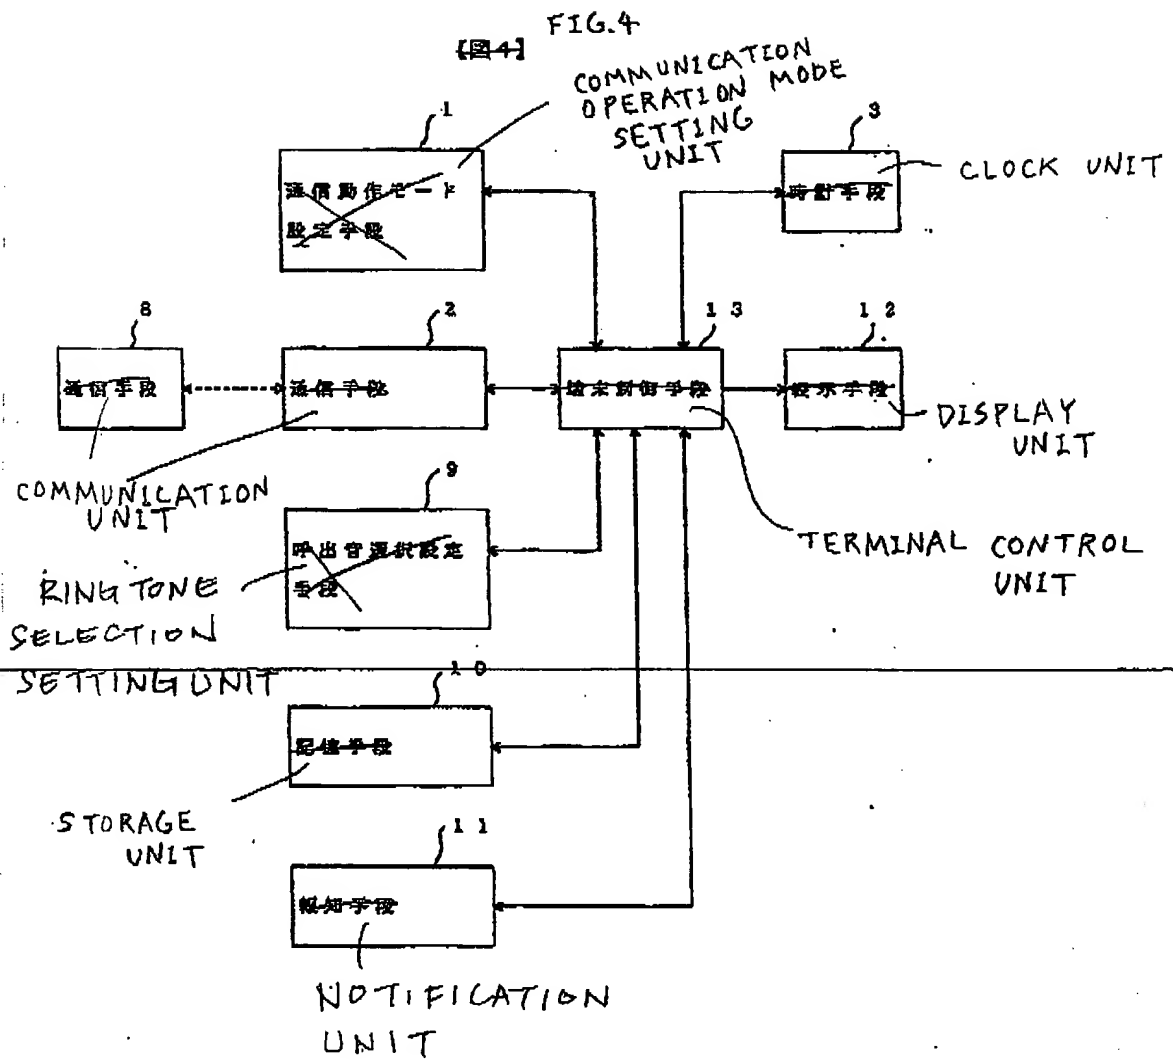 FIG.4
【図4】
COMMUNICATION
OPERATION MODE
SETTING
UNIT
1
通信動作モード
設定手段
3
時計手段
CLOCK UNIT
8
通信手段
2
通信手段
13
端末制御手段
12
表示手段
DISPLAY
UNIT
COMMUNICATION
UNIT
9
呼出音選択設定
手段
TERMINAL CONTROL
UNIT
RING TONE
SELECTION
SETTING UNIT
10
記憶手段
STORAGE
UNIT
11
報知手段
NOTIFICATION
UNIT